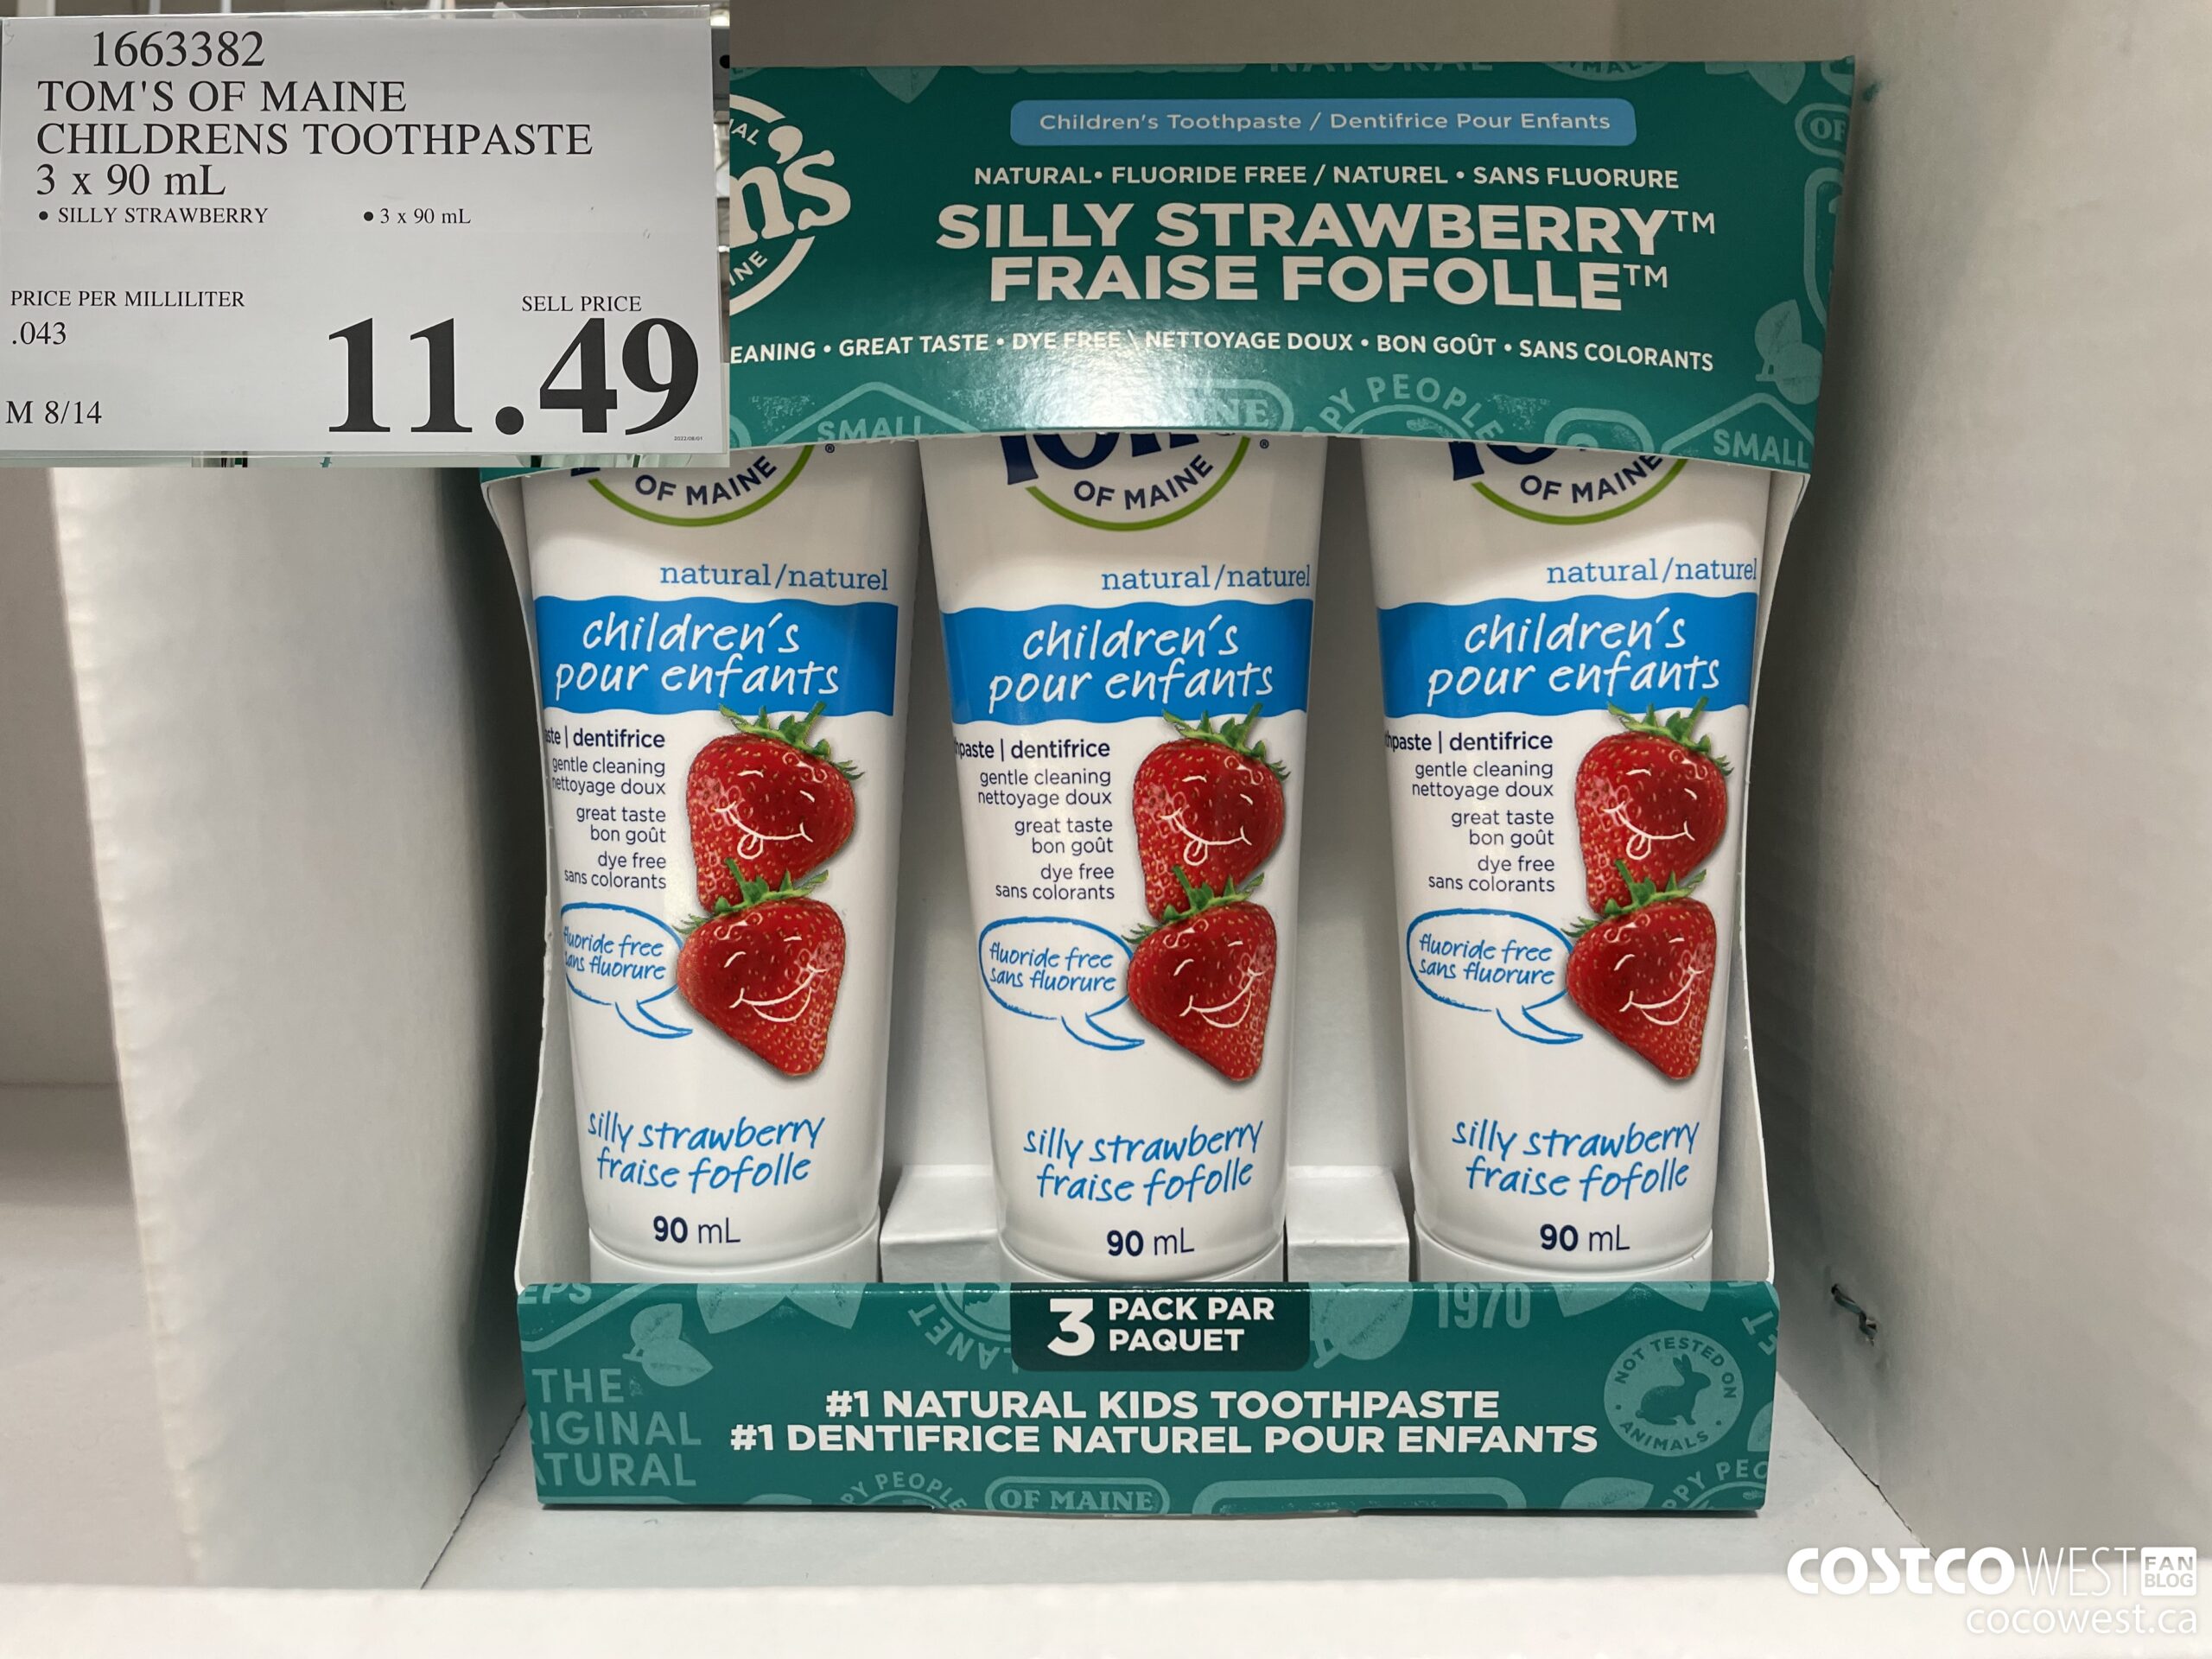 1663382
TOM'S OF MAINE
CHILDRENS TOOTHPASTE
3 x 90 mL
• SILLY STRAWBERRY • 3 x 90 mL
PRICE PER MILLILITER SELL PRICE
.043
11.49
M 8/14
Children's Toothpaste / Dentifrice Pour Enfants
NATURAL • FLUORIDE FREE / NATUREL • SANS FLUORURE
SILLY STRAWBERRY™
FRAISE FOFOLLE™
• GREAT TASTE • DYE FREE \ NETTOYAGE DOUX • BON GOÛT • SANS COLORANTS
SMALL
PEOPLE
SMALL
OF MAINE
natural/naturel
children's
pour enfants
dentifrice
gentle cleaning
nettoyage doux
great taste
bon goût
dye free
sans colorants
fluoride free
sans fluorure
silly strawberry
fraise fofolle
90 mL
OF MAINE
natural/naturel
children's
pour enfants
| dentifrice
gentle cleaning
nettoyage doux
great taste
bon goût
dye free
sans colorants
fluoride free
sans fluorure
silly strawberry
fraise fofolle
90 mL
OF MAINE
natural/naturel
children's
pour enfants
| dentifrice
gentle cleaning
nettoyage doux
great taste
bon goût
dye free
sans colorants
fluoride free
sans fluorure
silly strawberry
fraise fofolle
90 mL
3 PACK PAR
PAQUET
1970
#1 NATURAL KIDS TOOTHPASTE
#1 DENTIFRICE NATUREL POUR ENFANTS
THE
NOT TESTED ON
• ANIMALS •
PEOPLE
OF MAINE
COSTCO WEST FAN BLOG
cocowest.ca